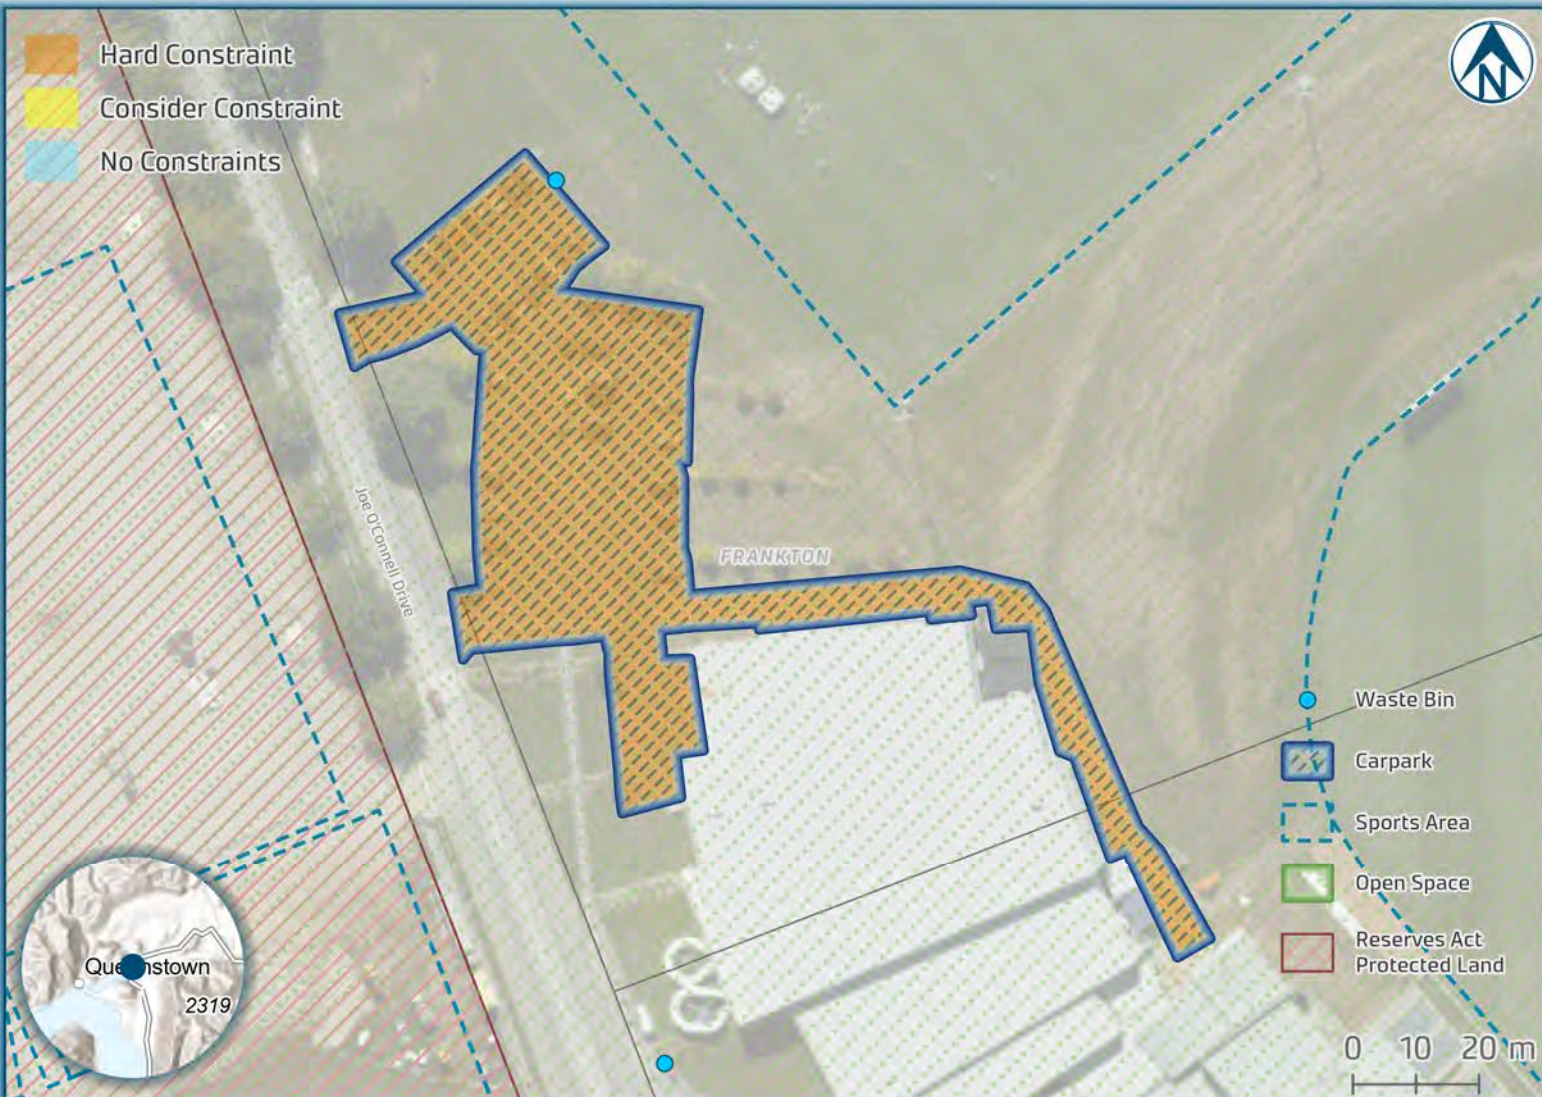 Hard Constraint
Consider Constraint
No Constraints
N
Joe O'Connell Drive
FRANKTON
Waste Bin
Carpark
Sports Area
Open Space
Reserves Act
Protected Land
Queenstown
2319
0 10 20 m